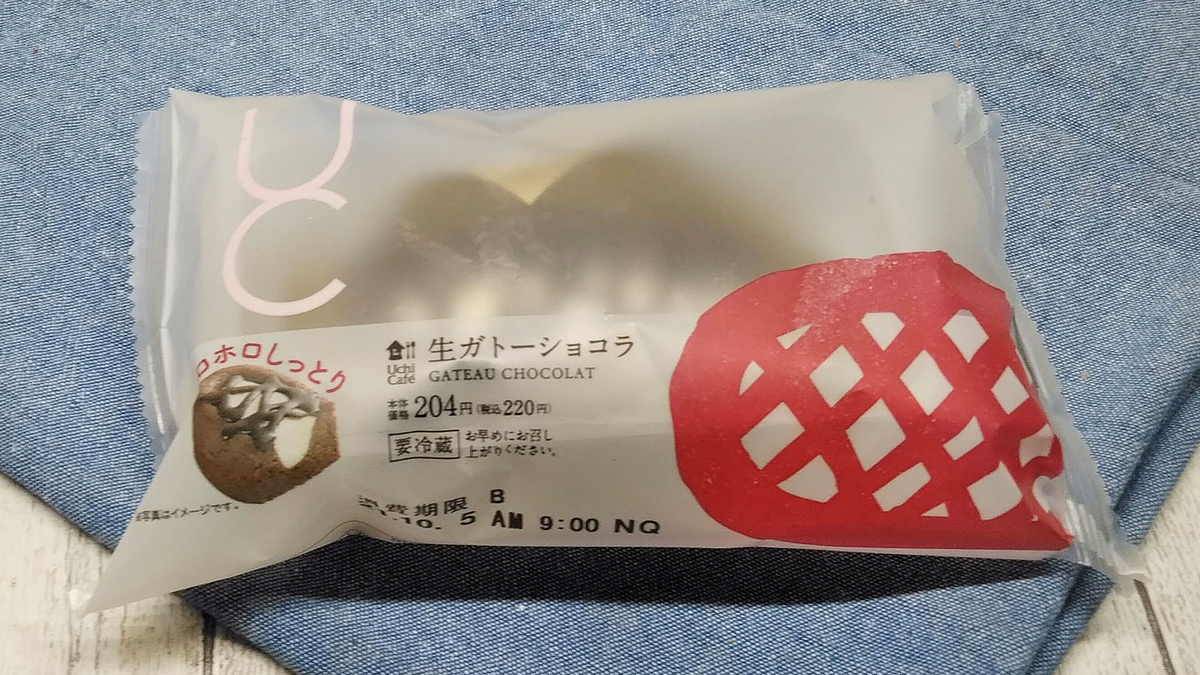 UC
ロホロしっとり
Uchi Café
生ガトーショコラ
GATEAU CHOCOLAT
本体価格 204円(税込220円)
要冷蔵 お早めにお召し上がりください。
写真はイメージです。
期限 B
10. 5 AM 9:00 NQ